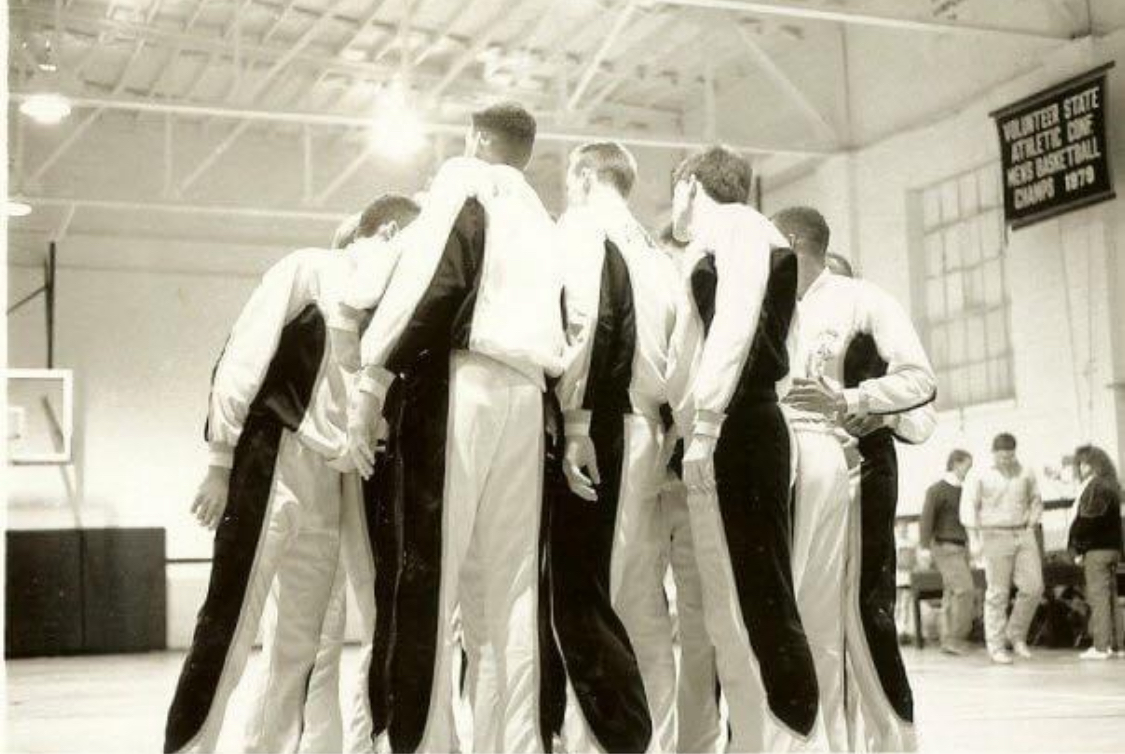 VOLUNTEER STATE
ATHLETIC CONF
MENS BASKETBALL
CHAMPS 1979